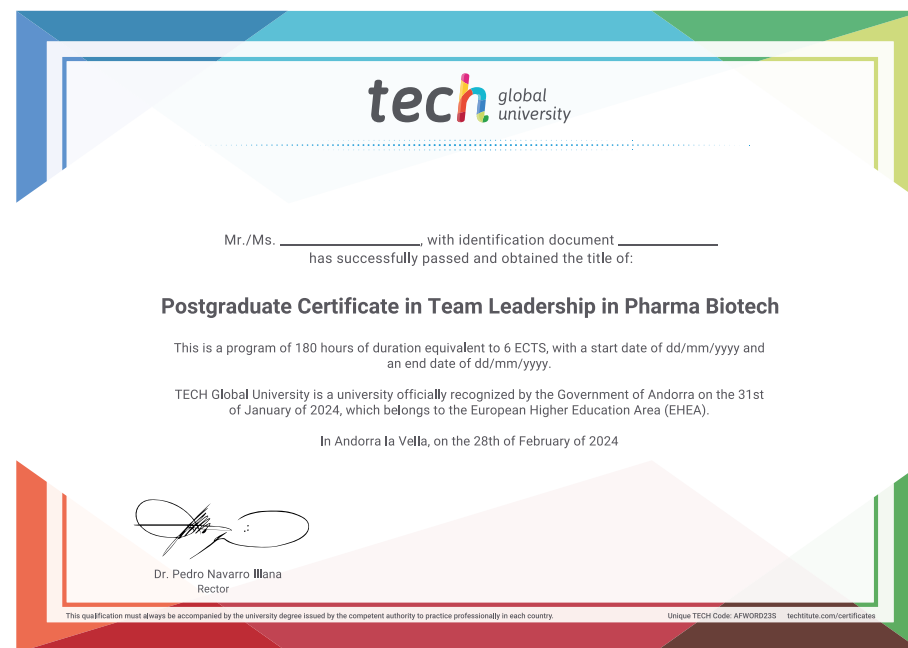 tech global
university
Mr./Ms. ____________________, with identification document ______________
has successfully passed and obtained the title of:
Postgraduate Certificate in Team Leadership in Pharma Biotech
This is a program of 180 hours of duration equivalent to 6 ECTS, with a start date of dd/mm/yyyy and
an end date of dd/mm/yyyy.
TECH Global University is a university officially recognized by the Government of Andorra on the 31st
of January of 2024, which belongs to the European Higher Education Area (EHEA).
In Andorra la Vella, on the 28th of February of 2024
Dr. Pedro Navarro Illana
Rector
This qualification must always be accompanied by the university degree issued by the competent authority to practice professionally in each country. Unique TECH Code: AFWORD23S techtitute.com/certificates